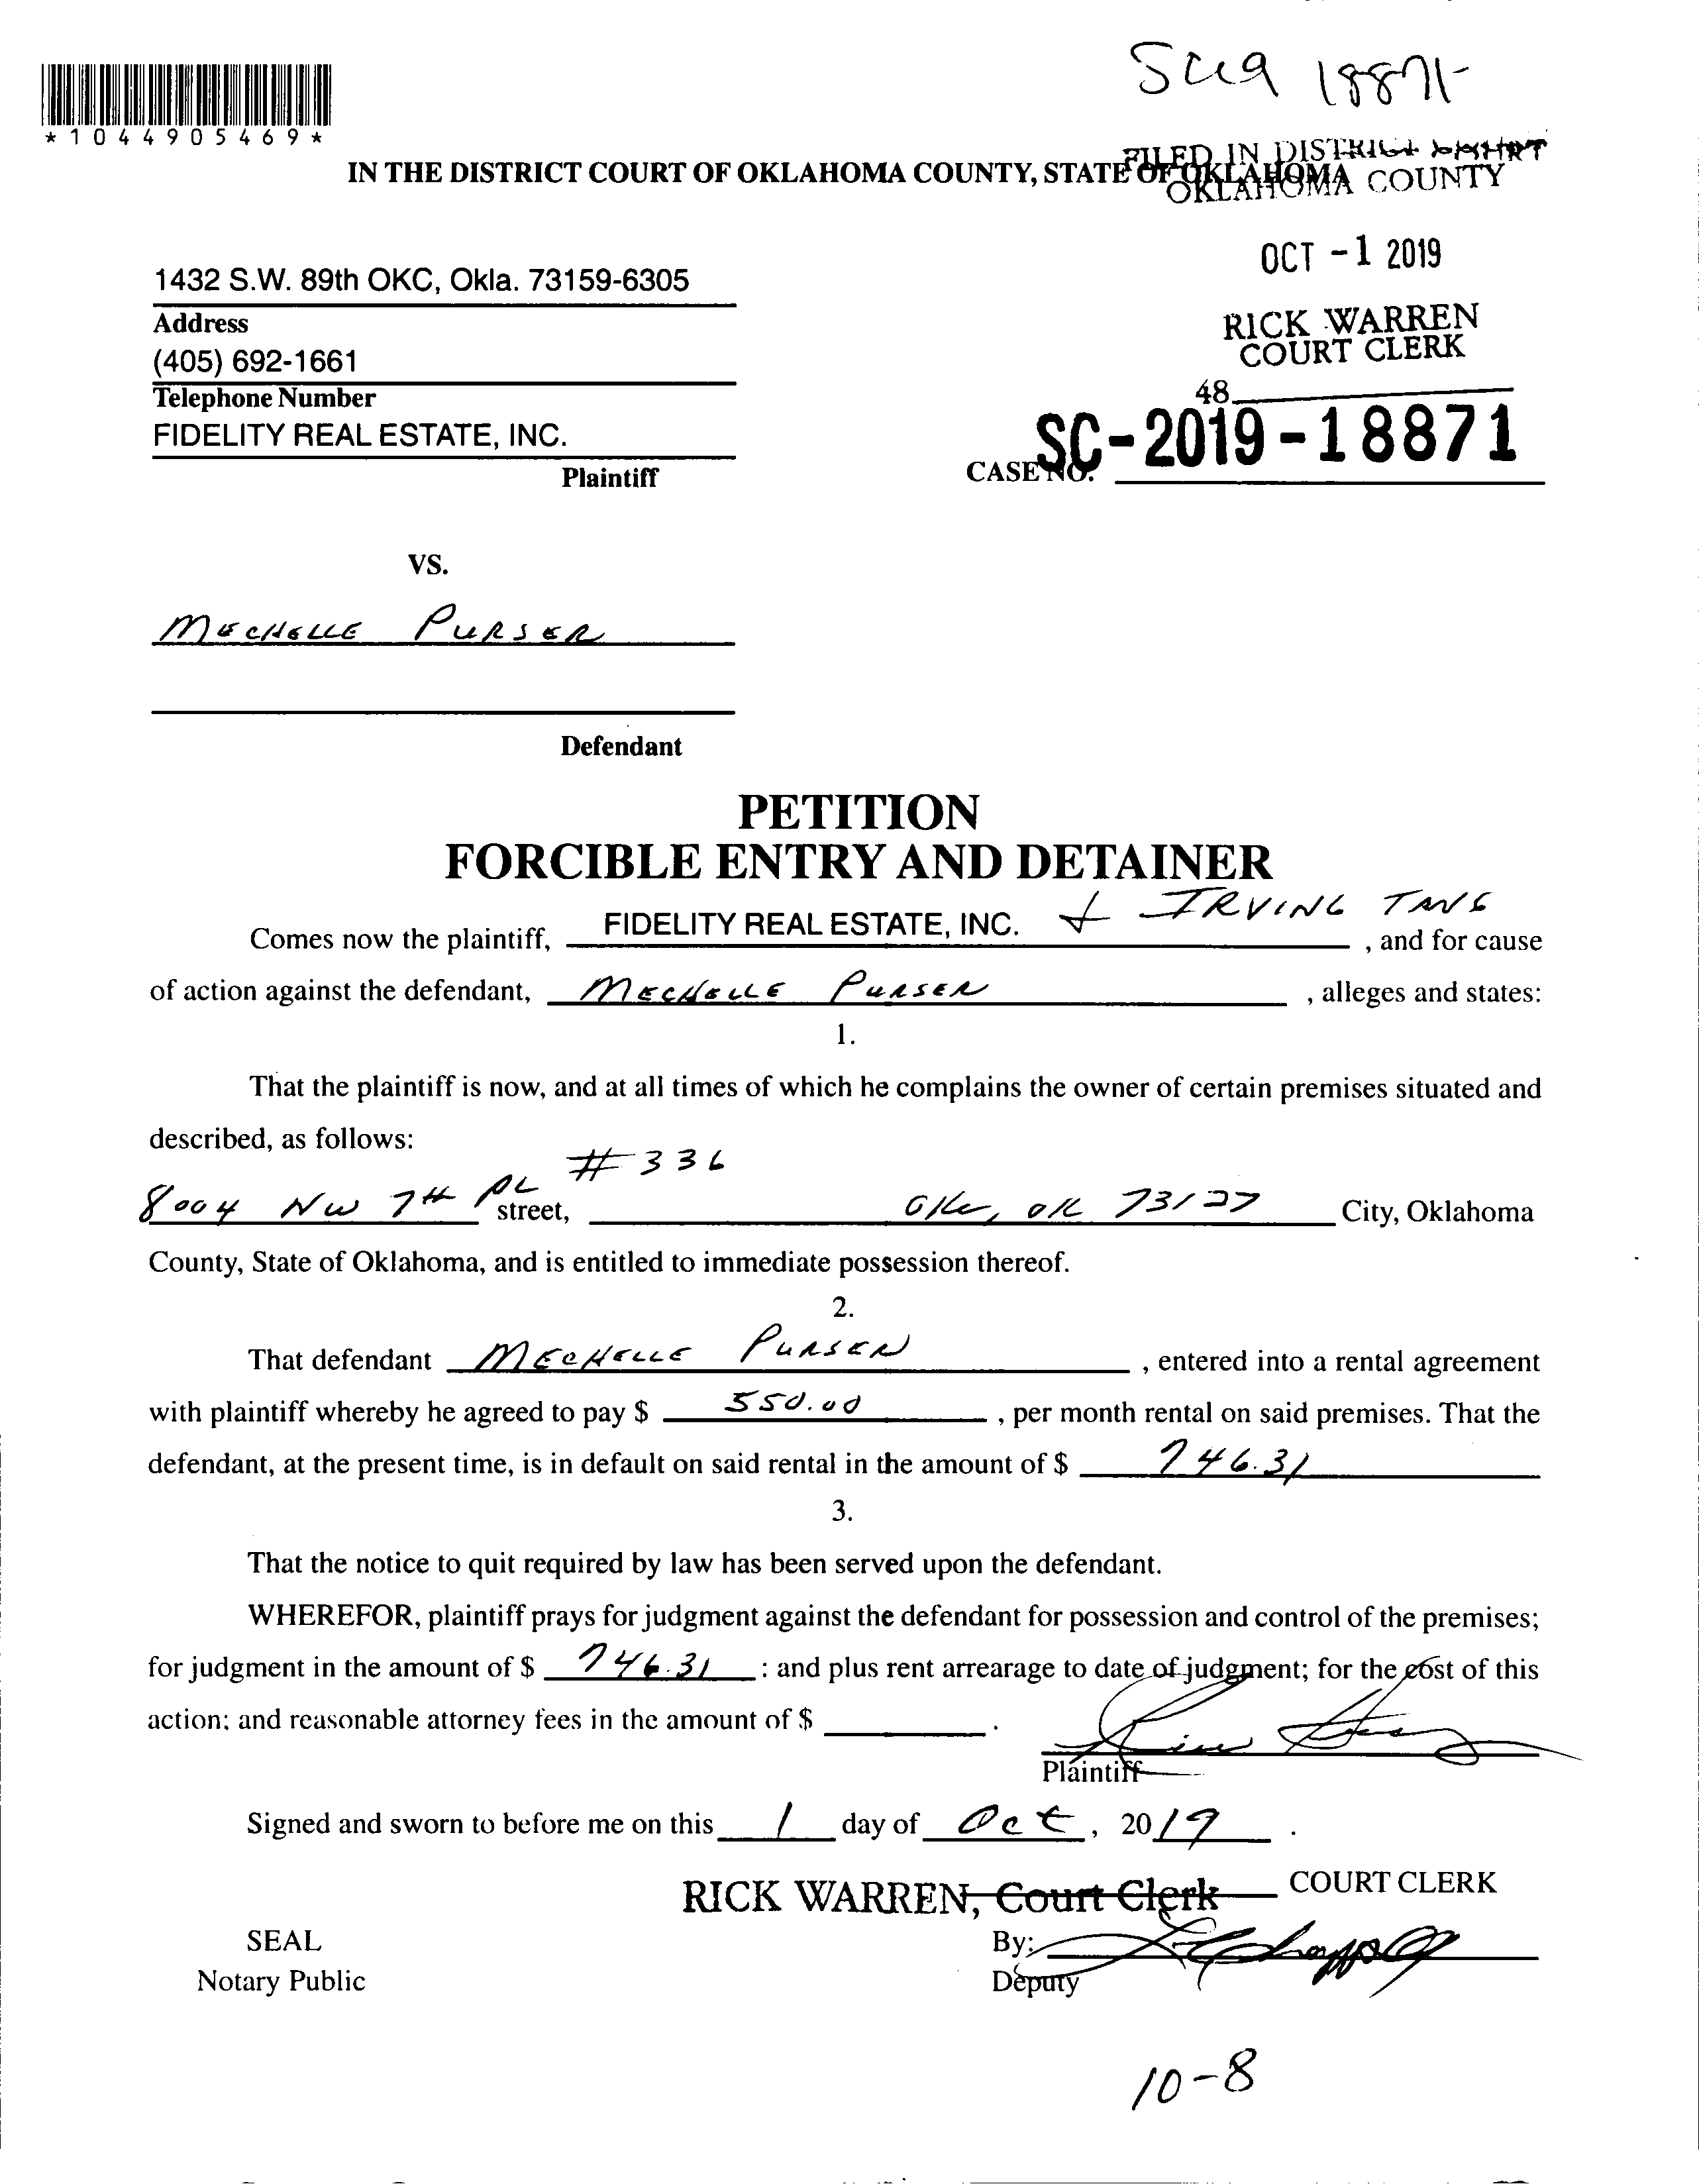 SC19 18871
*1044905469*
FILED IN DISTRICT COURT
IN THE DISTRICT COURT OF OKLAHOMA COUNTY, STATE OF OKLAHOMA
OKLAHOMA COUNTY
OCT -1 2019
1432 S.W. 89th OKC, Okla. 73159-6305
Address
RICK WARREN
COURT CLERK
(405) 692-1661
Telephone Number
48
FIDELITY REAL ESTATE, INC.
Plaintiff
CASE NO. SC-2019-18871
VS.
MECHELLE PURSER
Defendant
PETITION
FORCIBLE ENTRY AND DETAINER
Comes now the plaintiff, FIDELITY REAL ESTATE, INC. + IRVING , and for cause
of action against the defendant, MECHELLE PURSER , alleges and states:
1.
That the plaintiff is now, and at all times of which he complains the owner of certain premises situated and
described, as follows:
#336
8004 NW 7TH PL street, OKC, OK 73127 City, Oklahoma
County, State of Oklahoma, and is entitled to immediate possession thereof.
2.
That defendant MECHELLE PURSER , entered into a rental agreement
with plaintiff whereby he agreed to pay $ 550.00 , per month rental on said premises. That the
defendant, at the present time, is in default on said rental in the amount of $ 746.31
3.
That the notice to quit required by law has been served upon the defendant.
WHEREFOR, plaintiff prays for judgment against the defendant for possession and control of the premises;
for judgment in the amount of $ 746.31 : and plus rent arrearage to date of judgment; for the cost of this
action; and reasonable attorney fees in the amount of $ .
Plaintiff
Signed and sworn to before me on this 1 day of Oct, 2019 .
RICK WARREN, Court Clerk COURT CLERK
SEAL
By:
Notary Public
Deputy
10-8